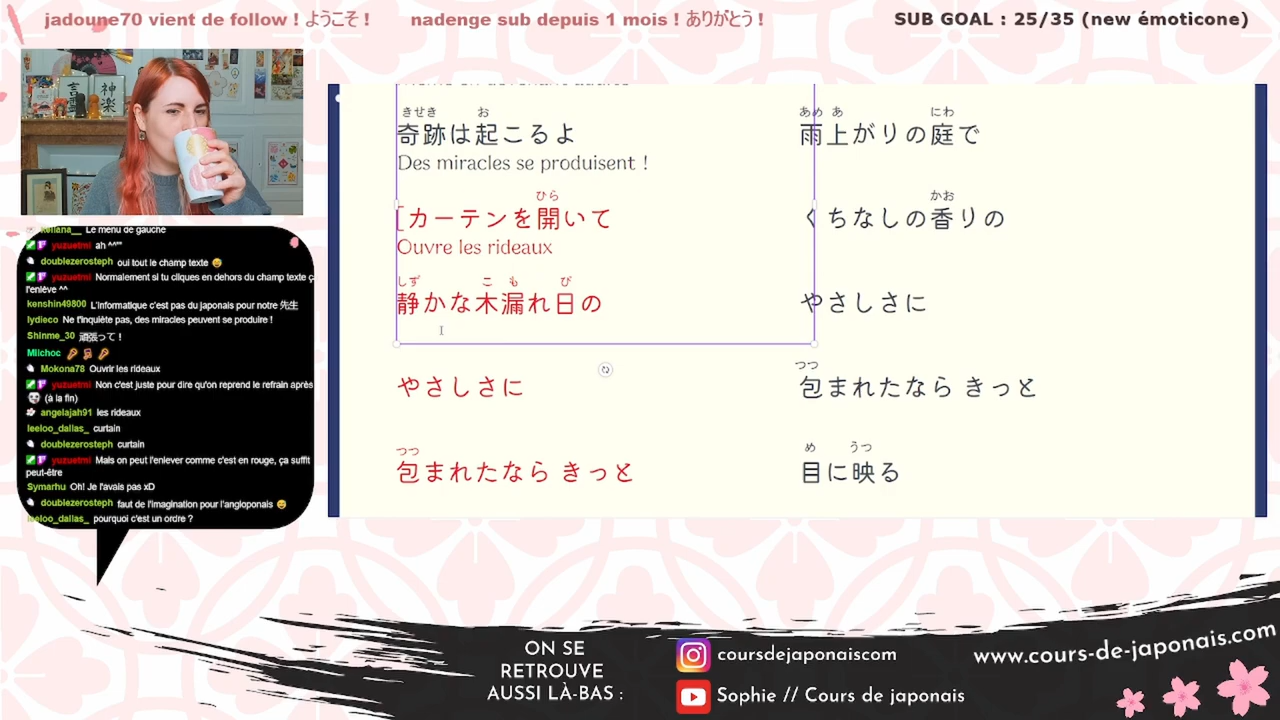 jadoune70 vient de follow ! ようこそ !
nadenge sub depuis 1 mois ! ありがとう !
SUB GOAL : 25/35 (new émoticone)
言語
神楽
keliana__ Le menu de gauche
yuzuetmi ah ^^""
doublezerosteph oui tout le champ texte
yuzuetmi Normalement si tu cliques en dehors du champ texte ç
l'enlève ^^
kenshin49800 L'informatique c'est pas du japonais pour notre 先生
lydieco Ne t'inquiète pas, des miracles peuvent se produire !
Shinme_30 頑張って！
Milchoc
Mokona78 Ouvrir les rideaux
yuzuetmi Non c'est juste pour dire qu'on reprend le refrain après
(à la fin)
angelajah91 les rideaux
leeloo_dallas_ curtain
doublezerosteph curtain
yuzuetmi Mais on peut l'enlever comme c'est en rouge, ça suffit
peut-être
Symarhu Oh! Je l'avais pas xD
doublezerosteph faut de l'imagination pour l'angloponais
leeloo_dallas_ pourquoi c'est un ordre ?
きせき お
奇跡は起こるよ
Des miracles se produisent !
ひら
[カーテンを開いて
Ouvre les rideaux
しず こ も び
静かな木漏れ日の
やさしさに
つつ
包まれたなら きっと
あめ あ にわ
雨上がりの庭で
かお
くちなしの香りの
やさしさに
つつ
包まれたなら きっと
め うつ
目に映る
ON SE
RETROUVE
AUSSI LÀ-BAS :
coursdejaponaiscom
Sophie // Cours de japonais
www.cours-de-japonais.com